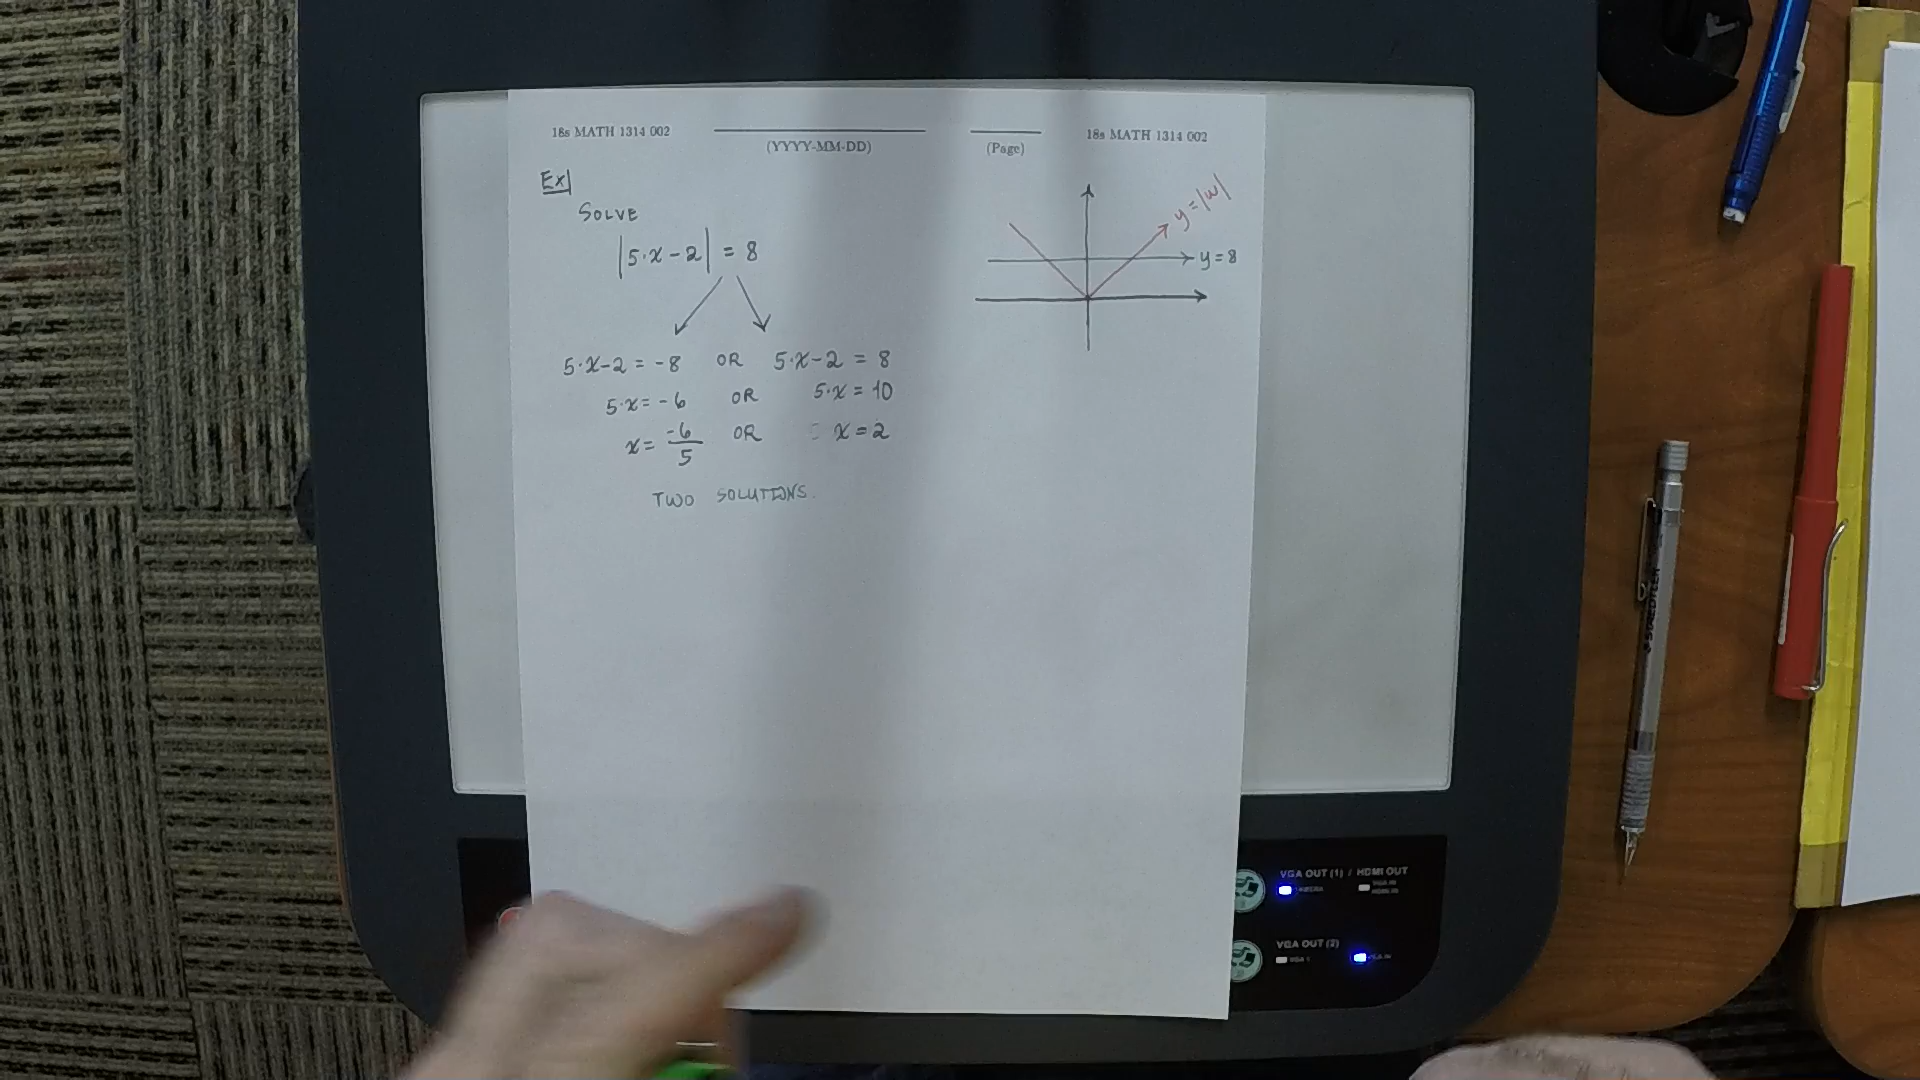 18s MATH 1314 002
(YYYY-MM-DD)
(Page)
18s MATH 1314 002
Ex|
SOLVE
|5·x-2| = 8
5·x-2 = -8 OR 5·x-2 = 8
5·x = -6 OR 5·x = 10
x = -6/5 OR x = 2
TWO SOLUTIONS.
y = |w|
y = 8
STAEDTLER
VGA OUT (1) / HDMI OUT
VGA OUT (2)